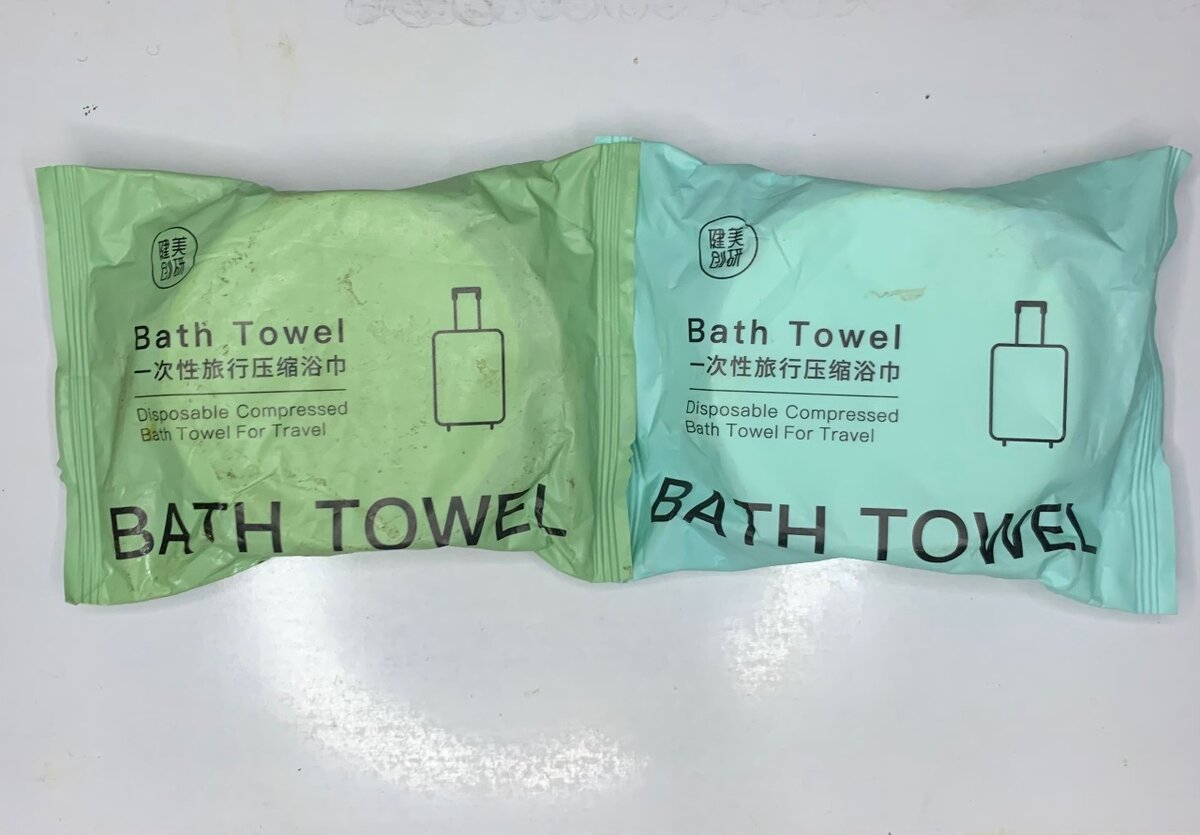 健美
创研
Bath Towel
一次性旅行压缩浴巾
Disposable Compressed
Bath Towel For Travel
BATH TOWEL
健美
创研
Bath Towel
一次性旅行压缩浴巾
Disposable Compressed
Bath Towel For Travel
BATH TOWEL